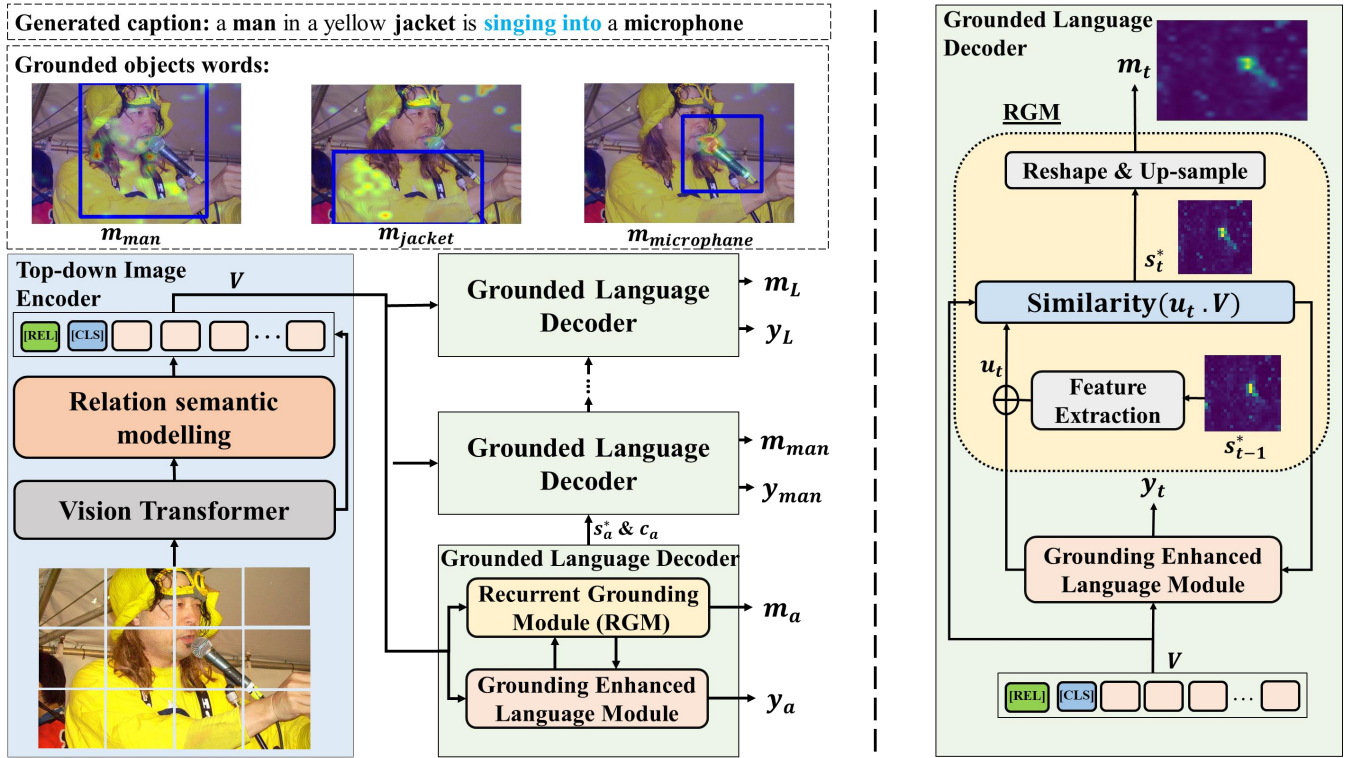 Generated caption: a man in a yellow jacket is singing into a microphone
Grounded objects words:
m_man
m_jacket
m_microphane
Top-down Image
Encoder
V
[REL] [CLS] ...
Relation semantic
modelling
Vision Transformer
Grounded Language
Decoder
m_L
y_L
Grounded Language
Decoder
m_man
y_man
s*_a & c_a
Grounded Language Decoder
Recurrent Grounding
Module (RGM)
m_a
Grounding Enhanced
Language Module
y_a
Grounded Language
Decoder
m_t
RGM
Reshape & Up-sample
s*_t
Similarity(u_t . V)
u_t
Feature
Extraction
s*_{t-1}
y_t
Grounding Enhanced
Language Module
V
[REL] [CLS] ...